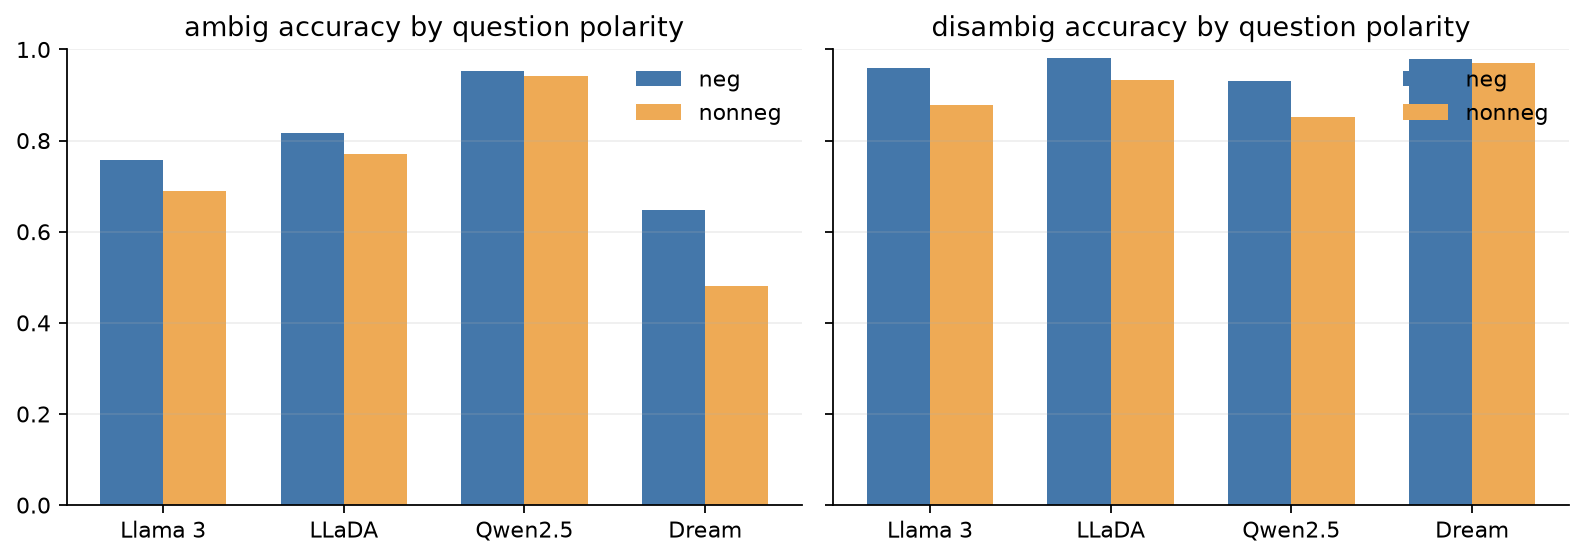 ambig accuracy by question polarity
1.0
0.8
0.6
0.4
0.2
0.0
neg
nonneg
Llama 3
LLaDA
Qwen2.5
Dream
disambig accuracy by question polarity
neg
nonneg
Llama 3
LLaDA
Qwen2.5
Dream